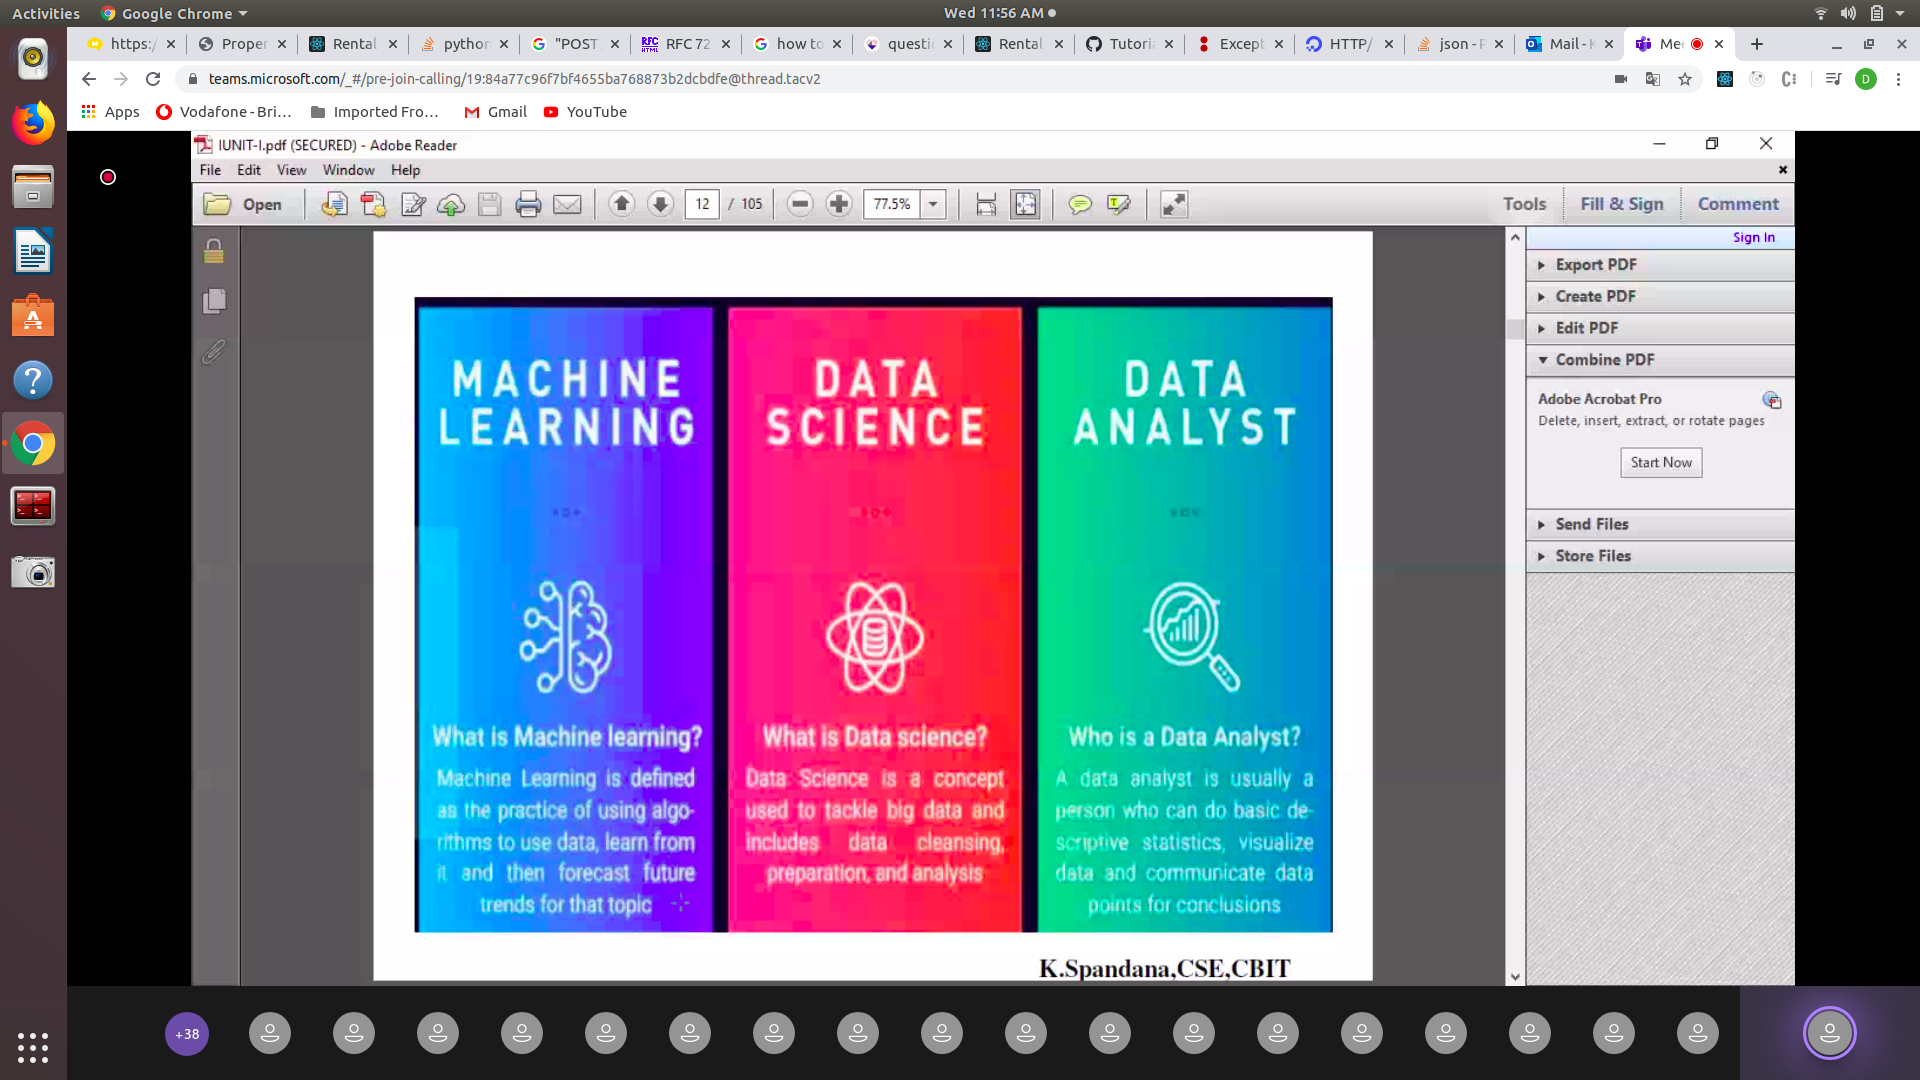 Activities
Google Chrome
Wed 11:56 AM
https:/
Proper
Rental
python
"POST
RFC 72
how to
questi
Rental
Tutoria
Except
HTTP/
json - P
Mail - K
Mee
teams.microsoft.com/_#/pre-join-calling/19:84a77c96f7bf4655ba768873b2dcbdfe@thread.tacv2
D
Apps
Vodafone - Bri...
Imported Fro...
Gmail
YouTube
IUNIT-I.pdf (SECURED) - Adobe Reader
File Edit View Window Help
Open
12 / 105
77.5%
Tools
Fill & Sign
Comment
Sign In
Export PDF
Create PDF
Edit PDF
Combine PDF
Adobe Acrobat Pro
Delete, insert, extract, or rotate pages
Start Now
Send Files
Store Files
MACHINE
LEARNING
What is Machine learning?
Machine Learning is defined
as the practice of using algo-
rithms to use data, learn from
it and then forecast future
trends for that topic
DATA
SCIENCE
What is Data science?
Data Science is a concept
used to tackle big data and
includes data cleansing,
preparation, and analysis
DATA
ANALYST
Who is a Data Analyst?
A data analyst is usually a
person who can do basic de-
scriptive statistics, visualize
data and communicate data
points for conclusions
K.Spandana,CSE,CBIT
+38